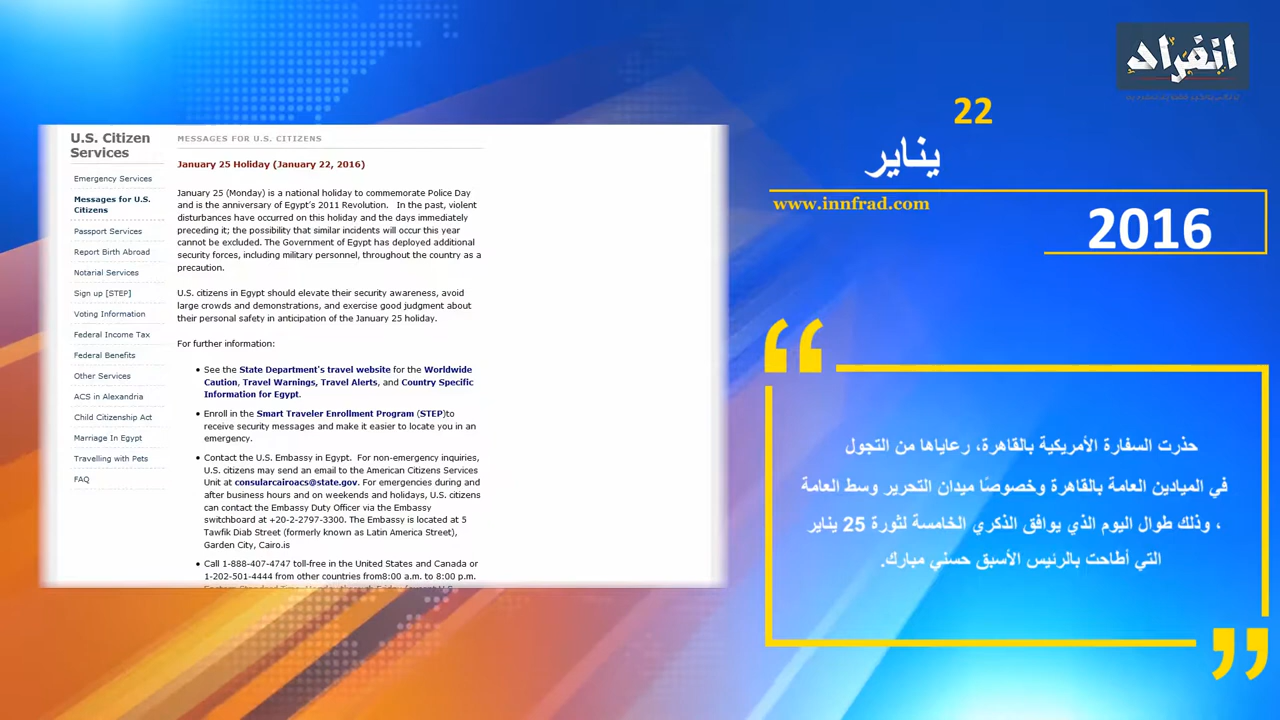 انفراد
22
يناير
www.innfrad.com
2016
U.S. Citizen
Services
Emergency Services
Messages for U.S.
Citizens
Passport Services
Report Birth Abroad
Notarial Services
Sign up [STEP]
Voting Information
Federal Income Tax
Federal Benefits
Other Services
ACS in Alexandria
Child Citizenship Act
Marriage In Egypt
Travelling with Pets
FAQ
MESSAGES FOR U.S. CITIZENS
January 25 Holiday (January 22, 2016)
January 25 (Monday) is a national holiday to commemorate Police Day
and is the anniversary of Egypt's 2011 Revolution. In the past, violent
disturbances have occurred on this holiday and the days immediately
preceding it; the possibility that similar incidents will occur this year
cannot be excluded. The Government of Egypt has deployed additional
security forces, including military personnel, throughout the country as a
precaution.
U.S. citizens in Egypt should elevate their security awareness, avoid
large crowds and demonstrations, and exercise good judgment about
their personal safety in anticipation of the January 25 holiday.
For further information:
• See the State Department's travel website for the Worldwide
Caution, Travel Warnings, Travel Alerts, and Country Specific
Information for Egypt.
• Enroll in the Smart Traveler Enrollment Program (STEP)to
receive security messages and make it easier to locate you in an
emergency.
• Contact the U.S. Embassy in Egypt. For non-emergency inquiries,
U.S. citizens may send an email to the American Citizens Services
Unit at consularcairoacs@state.gov. For emergencies during and
after business hours and on weekends and holidays, U.S. citizens
can contact the Embassy Duty Officer via the Embassy
switchboard at +20-2-2797-3300. The Embassy is located at 5
Tawfik Diab Street (formerly known as Latin America Street),
Garden City, Cairo.is
• Call 1-888-407-4747 toll-free in the United States and Canada or
1-202-501-4444 from other countries from8:00 a.m. to 8:00 p.m.
حذرت السفارة الأمريكية بالقاهرة، رعاياها من التجول
في الميادين العامة بالقاهرة وخصوصًا ميدان التحرير وسط العامة
، وذلك طوال اليوم الذي يوافق الذكري الخامسة لثورة 25 يناير
التي أطاحت بالرئيس الأسبق حسني مبارك.